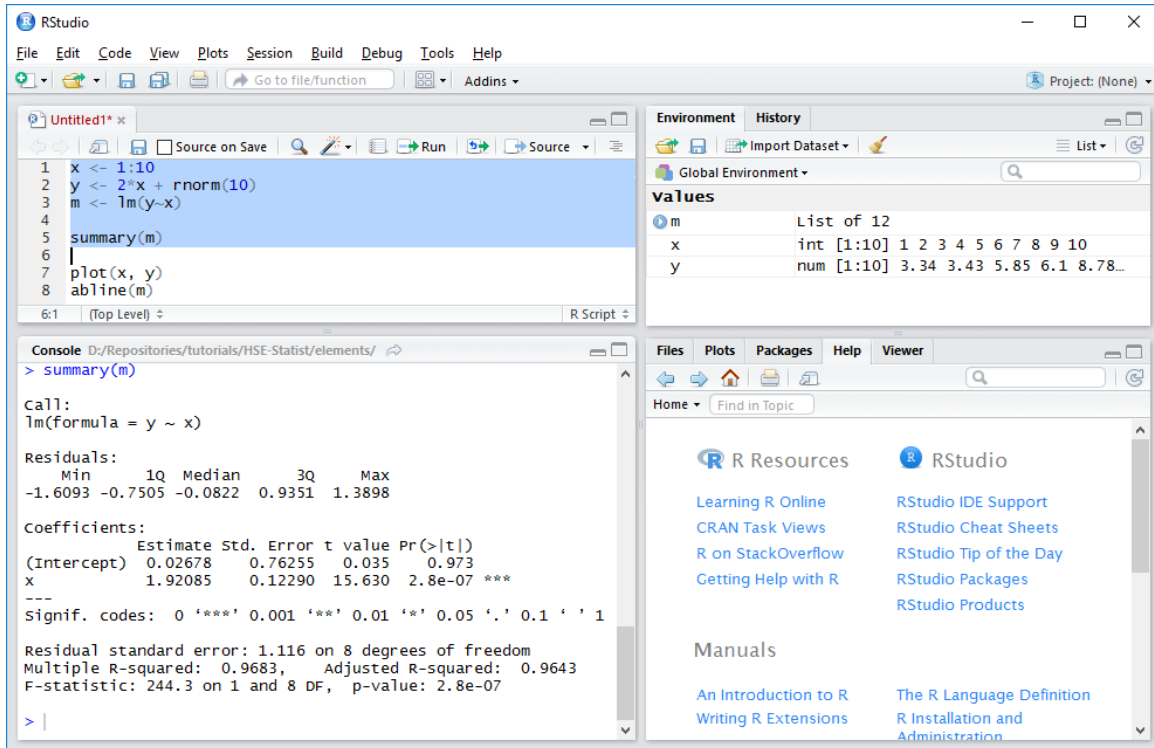 RStudio
File Edit Code View Plots Session Build Debug Tools Help
Go to file/function Addins Project: (None)
Untitled1* ×
Source on Save Run Source
1 x <- 1:10
2 y <- 2*x + rnorm(10)
3 m <- lm(y~x)
4
5 summary(m)
6
7 plot(x, y)
8 abline(m)
6:1 (Top Level) R Script
Console D:/Repositories/tutorials/HSE-Statist/elements/
> summary(m)

Call:
lm(formula = y ~ x)

Residuals:
    Min      1Q  Median      3Q     Max
-1.6093 -0.7505 -0.0822  0.9351  1.3898

Coefficients:
            Estimate Std. Error t value Pr(>|t|)
(Intercept)  0.02678    0.76255   0.035    0.973
x            1.92085    0.12290  15.630  2.8e-07 ***
---
Signif. codes:  0 ‘***’ 0.001 ‘**’ 0.01 ‘*’ 0.05 ‘.’ 0.1 ‘ ’ 1

Residual standard error: 1.116 on 8 degrees of freedom
Multiple R-squared:  0.9683,    Adjusted R-squared:  0.9643
F-statistic: 244.3 on 1 and 8 DF,  p-value: 2.8e-07

>
Environment History
Import Dataset List
Global Environment
Values
m List of 12
x int [1:10] 1 2 3 4 5 6 7 8 9 10
y num [1:10] 3.34 3.43 5.85 6.1 8.78…
Files Plots Packages Help Viewer
Home Find in Topic
R R Resources R RStudio
Learning R Online RStudio IDE Support
CRAN Task Views RStudio Cheat Sheets
R on StackOverflow RStudio Tip of the Day
Getting Help with R RStudio Packages
RStudio Products
Manuals
An Introduction to R The R Language Definition
Writing R Extensions R Installation and
Administration